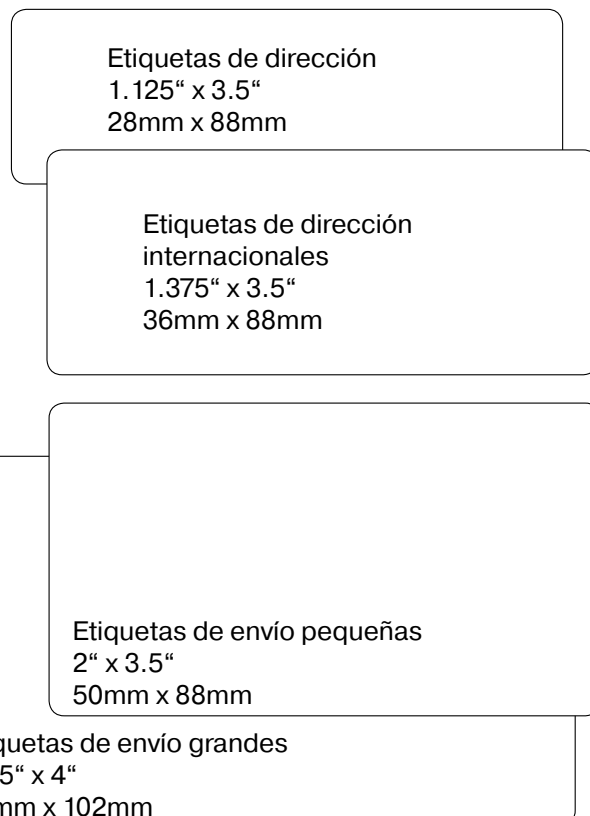 Etiquetas de dirección
1.125“ x 3.5“
28mm x 88mm
Etiquetas de dirección
internacionales
1.375“ x 3.5“
36mm x 88mm
Etiquetas de envío pequeñas
2“ x 3.5“
50mm x 88mm
de envío grandes
x 4“
x 102mm